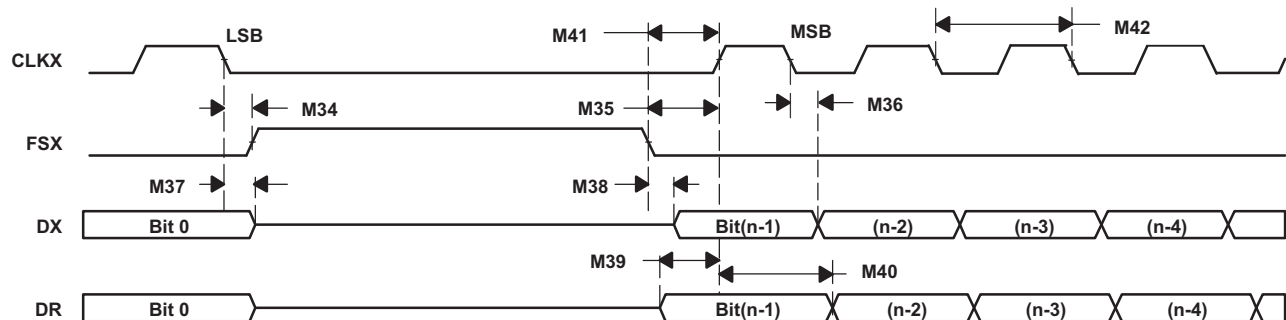 LSB M41 MSB M42
CLKX
M34 M35 M36
FSX
M37 M38
DX Bit 0 Bit(n-1) (n-2) (n-3) (n-4)
M39 M40
DR Bit 0 Bit(n-1) (n-2) (n-3) (n-4)